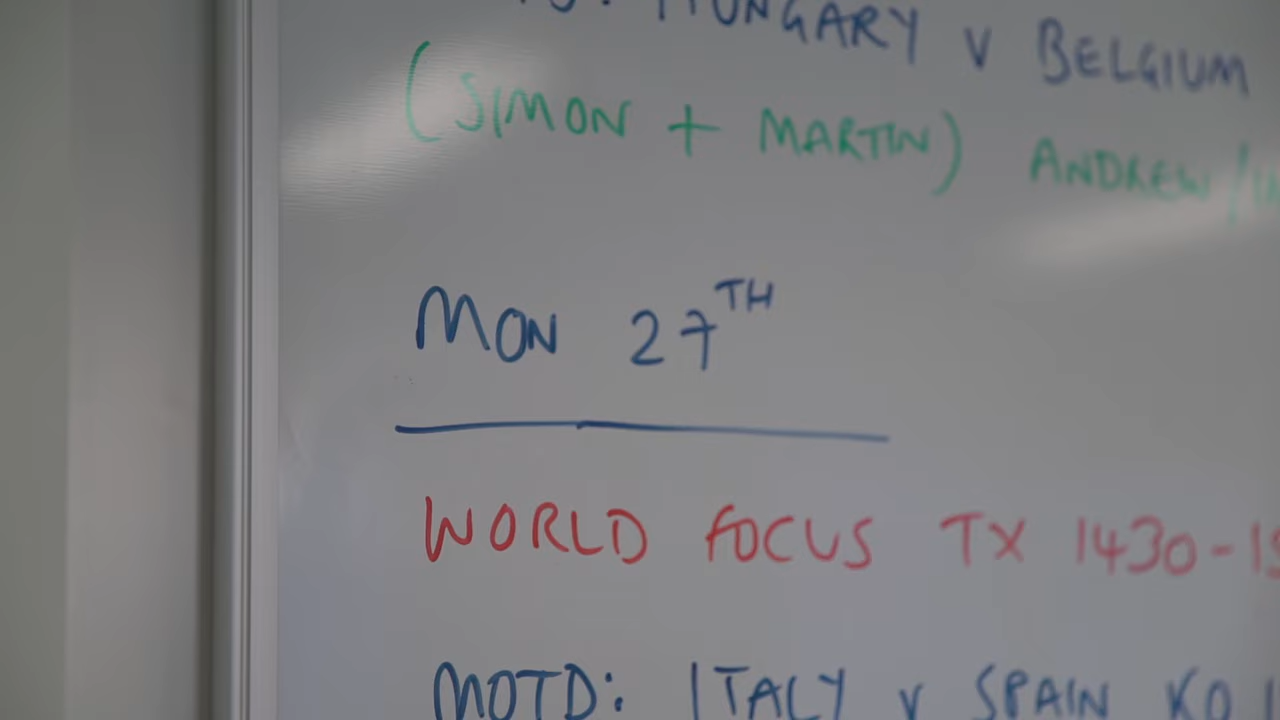 HUNGARY V BELGIUM
(SIMON + MARTIN) ANDREW/
MON 27TH
WORLD FOCUS TX 1430-
MOTD: ITALY V SPAIN KO